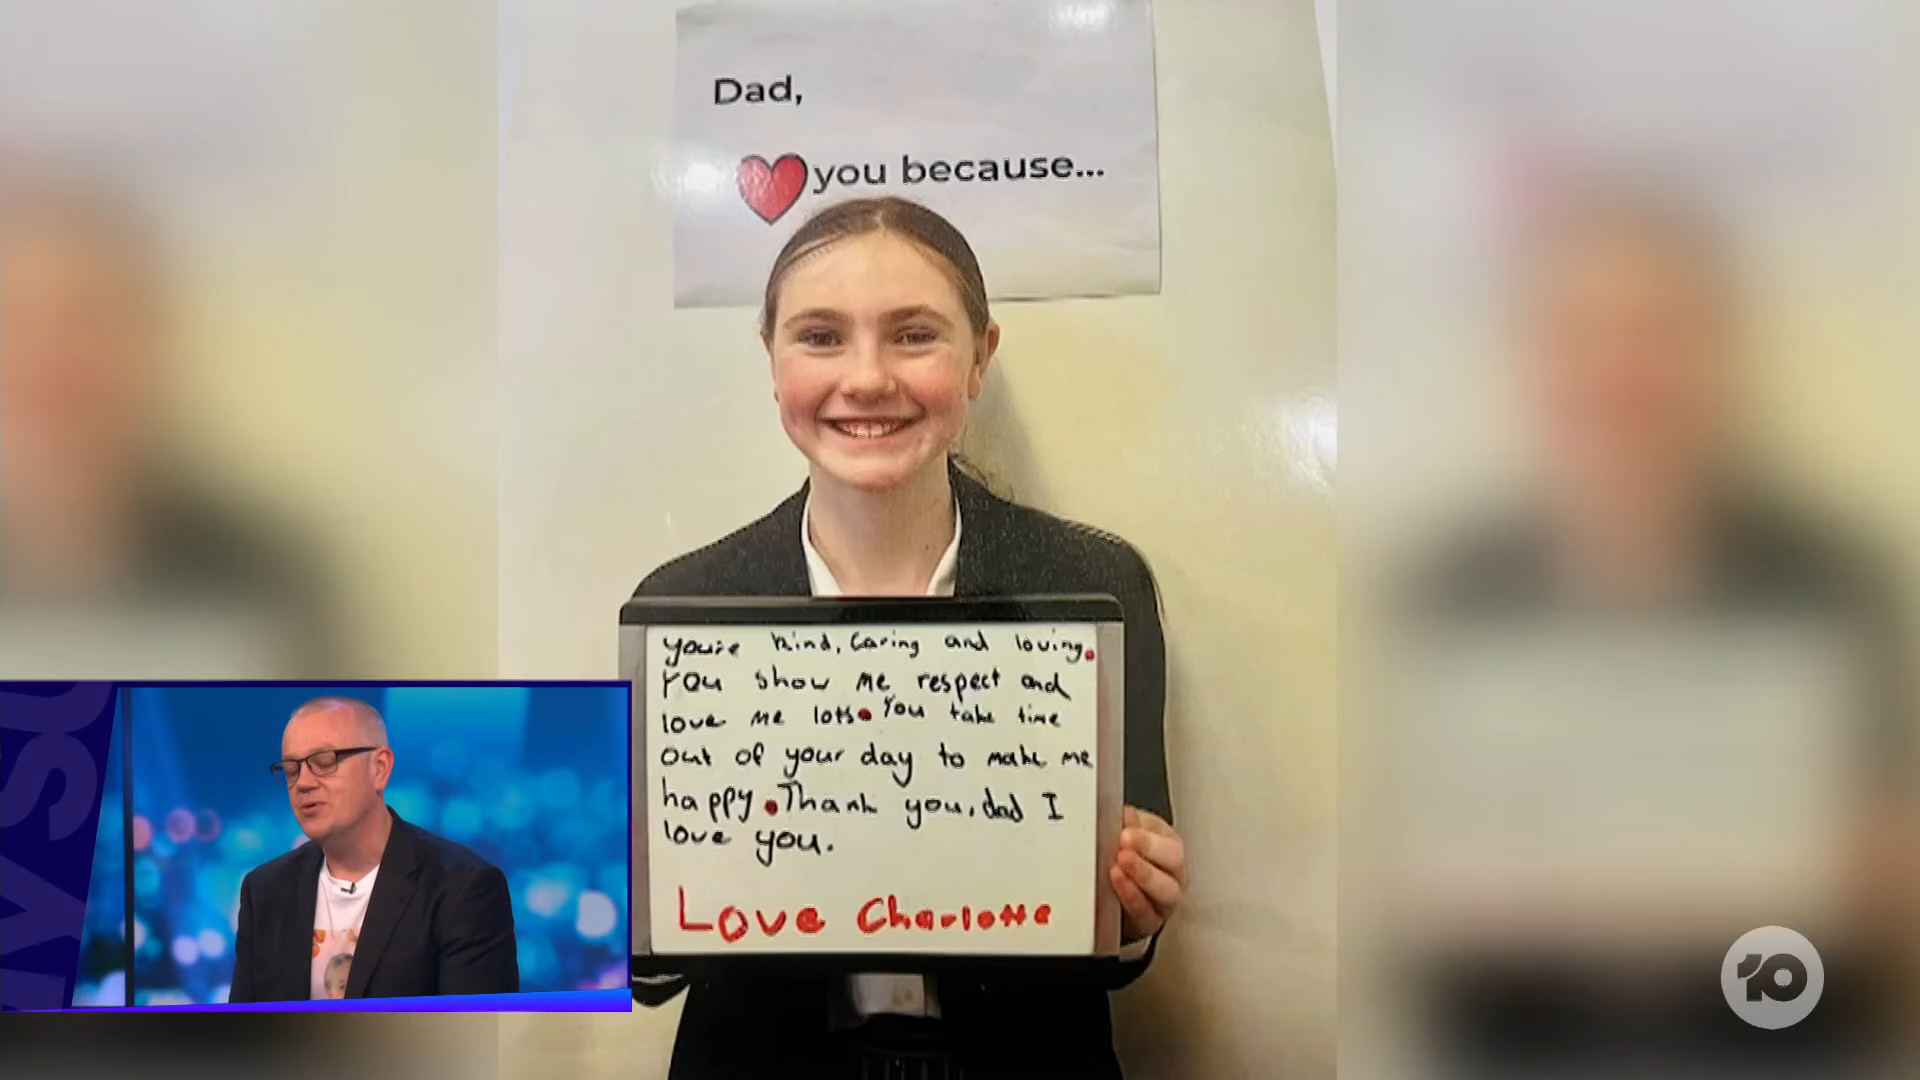 Dad,
you because...
you're kind, caring and loving.
You show me respect and
love me lots. You take time
out of your day to make me
happy. Thank you, dad I
love you.
Love Charlotte
10